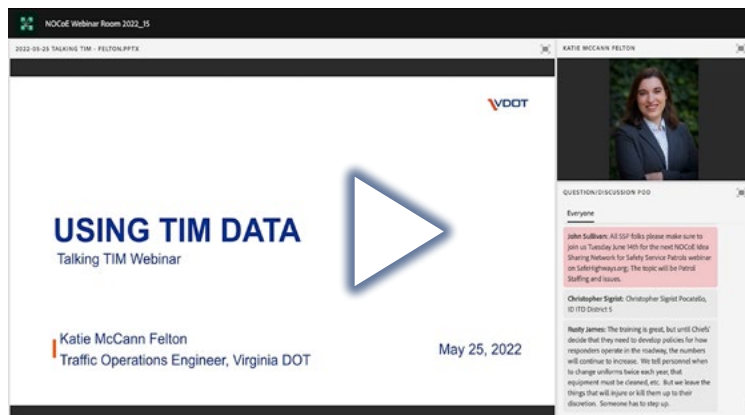 NOCoE Webinar Room 2022_15
2022-05-25 TALKING TIM - FELTON.PPTX
VDOT
USING TIM DATA
Talking TIM Webinar
Katie McCann Felton
Traffic Operations Engineer, Virginia DOT
May 25, 2022
KATIE MCCANN FELTON
QUESTION/DISCUSSION POD
Everyone
John Sullivan: All SSP folks please make sure to
join us Tuesday June 14th for the next NOCoE Idea
Sharing Network for Safety Service Patrols webinar
on SafeHighways.org; The topic will be Patrol
Staffing and Issues.
Christopher Sigrist: Christopher Sigrist Pocatello,
ID ITD District 5
Rusty James: The training is great, but until Chiefs'
decide that they need to develop policies for how
responders operate in the roadway, the numbers
will continue to increase. We tell personnel when
to change uniforms twice each year, that
equipment must be cleaned, etc. But we leave the
things that will injure or kill them up to their
discretion. Someone has to step up.